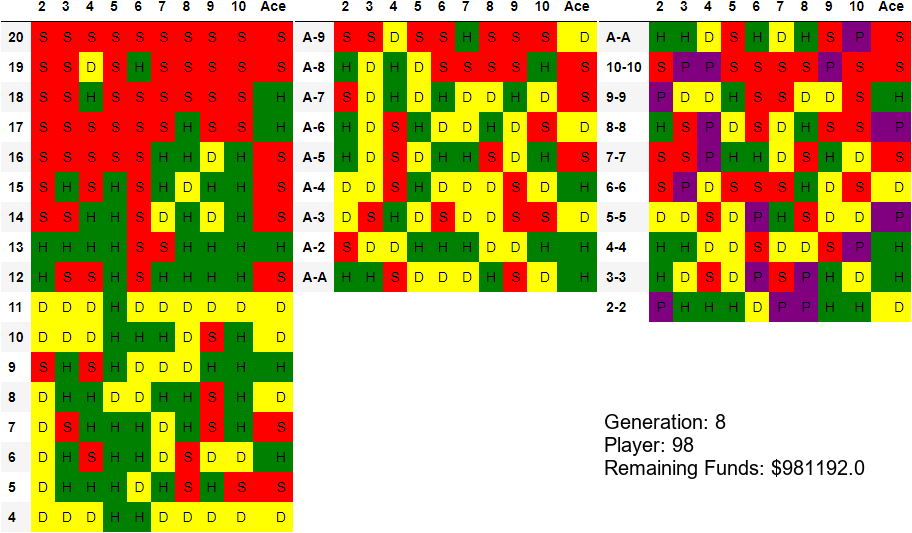 2 3 4 5 6 7 8 9 10 Ace
20 S S S S S S S S S S
19 S S D S H S S S S S
18 S S H S S S S S S H
17 S S S S S S H S S H
16 S S S S S H H D H S
15 S H S H S H D H H S
14 S S H H S D H D H S
13 H H H H S S H H H H
12 H S S H S H H H H S
11 D D D H D D D D D D
10 D D D H H H D S H D
9 S H S H D D D H H H
8 D H H D D H H S H D
7 D S H H H D H S H S
6 D H S H H D S D D H
5 D H H H D H S H S S
4 D D D H H D D D D D
2 3 4 5 6 7 8 9 10 Ace
A-9 S S D S S H S S S D
A-8 H D H D S S S S H S
A-7 S D H D H D D H D S
A-6 H D S H D D H D S D
A-5 H D S D H H S D H S
A-4 D D S H D D D S D H
A-3 D S H D S D D S S D
A-2 S D D H H H D D H H
A-A H H S D D D H S D H
2 3 4 5 6 7 8 9 10 Ace
A-A H H D S H D H S P S
10-10 S P P S S S S P S S
9-9 P D D H S S D D S H
8-8 H S P D S D H S S P
7-7 S S P H H D S H D S
6-6 S P D S S S H D S D
5-5 D D S D P H S D D P
4-4 H H D D S D D S P H
3-3 H D S D P S P H D H
2-2 P H H H D P P H H D
Generation: 8
Player: 98
Remaining Funds: $981192.0